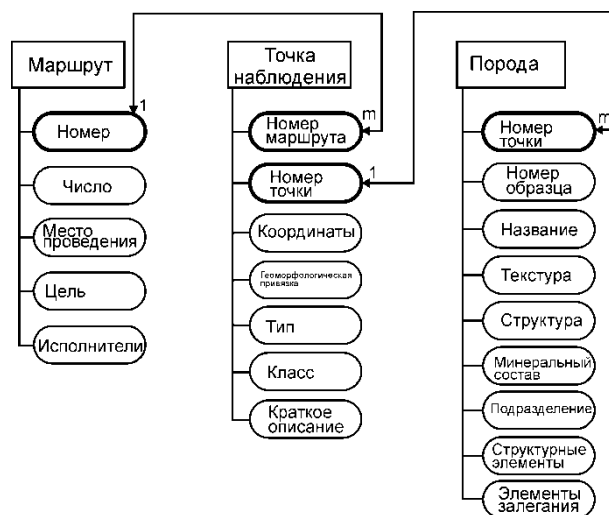 Маршрут
1
Номер
Число
Место
проведения
Цель
Исполнители
Точка
наблюдения
m
Номер
маршрута
1
Номер
точки
Координаты
Геоморфологическая
привязка
Тип
Класс
Краткое
описание
Порода
m
Номер
точки
Номер
образца
Название
Текстура
Структура
Минеральный
состав
Подразделение
Структурные
элементы
Элементы
залегания